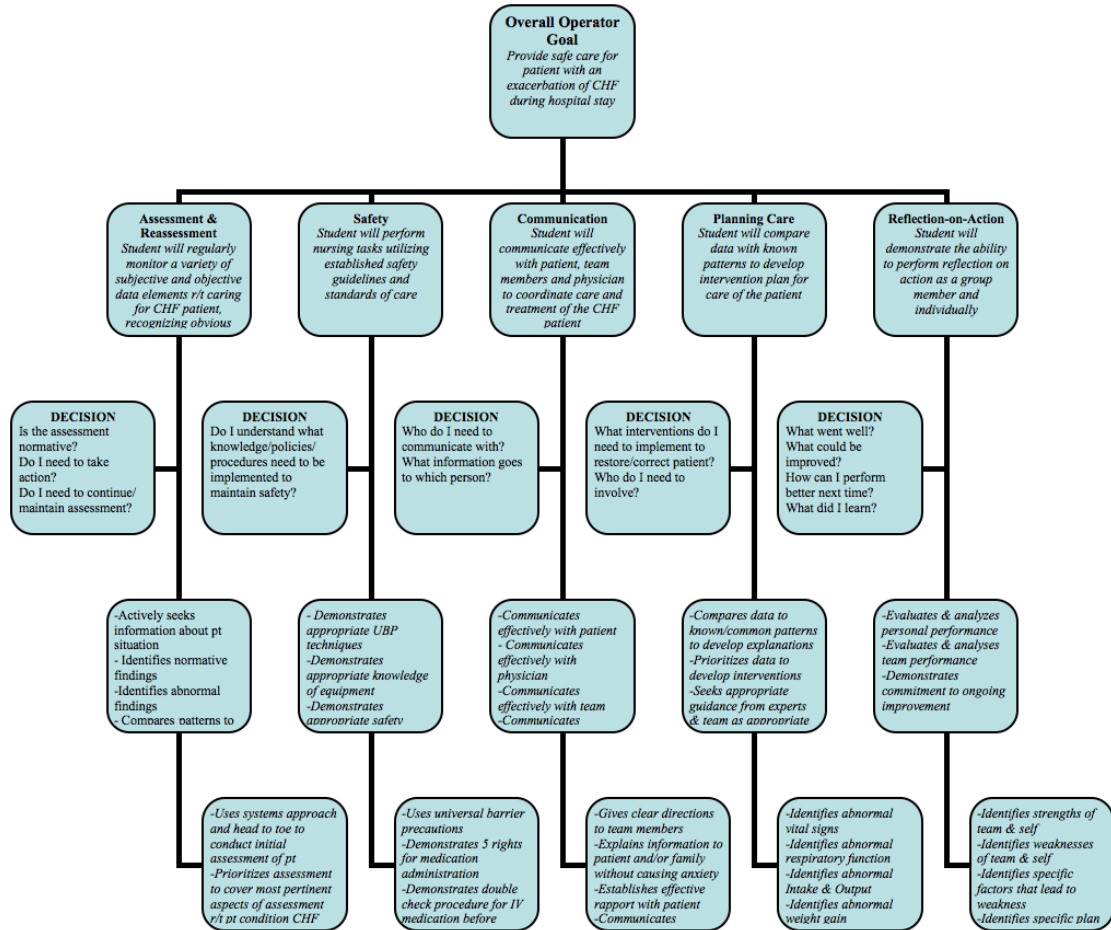 Overall Operator
Goal
Provide safe care for
patient with an
exacerbation of CHF
during hospital stay
Assessment &
Reassessment
Student will regularly
monitor a variety of
subjective and objective
data elements r/t caring
for CHF patient,
recognizing obvious
Safety
Student will perform
nursing tasks utilizing
established safety
guidelines and
standards of care
Communication
Student will
communicate effectively
with patient, team
members and physician
to coordinate care and
treatment of the CHF
patient
Planning Care
Student will compare
data with known
patterns to develop
intervention plan for
care of the patient
Reflection-on-Action
Student will
demonstrate the ability
to perform reflection on
action as a group
member and
individually
DECISION
Is the assessment
normative?
Do I need to take
action?
Do I need to continue/
maintain assessment?
DECISION
Do I understand what
knowledge/policies/
procedures need to be
implemented to
maintain safety?
DECISION
Who do I need to
communicate with?
What information goes
to which person?
DECISION
What interventions do I
need to implement to
restore/correct patient?
Who do I need to
involve?
DECISION
What went well?
What could be
improved?
How can I perform
better next time?
What did I learn?
-Actively seeks
information about pt
situation
- Identifies normative
findings
-Identifies abnormal
findings
- Compares patterns to
- Demonstrates
appropriate UBP
techniques
-Demonstrates
appropriate knowledge
of equipment
-Demonstrates
appropriate safety
-Communicates
effectively with patient
- Communicates
effectively with
physician
-Communicates
effectively with team
-Communicates
-Compares data to
known/common patterns
to develop explanations
-Prioritizes data to
develop interventions
-Seeks appropriate
guidance from experts
& team as appropriate
-Evaluates & analyzes
personal performance
-Evaluates & analyses
team performance
-Demonstrates
commitment to ongoing
improvement
-Uses systems approach
and head to toe to
conduct initial
assessment of pt
-Prioritizes assessment
to cover most pertinent
aspects of assessment
r/t pt condition CHF
-Uses universal barrier
precautions
-Demonstrates 5 rights
for medication
administration
-Demonstrates double
check procedure for IV
medication before
-Gives clear directions
to team members
-Explains information to
patient and/or family
without causing anxiety
-Establishes effective
rapport with patient
-Communicates
-Identifies abnormal
vital signs
-Identifies abnormal
respiratory function
-Identifies abnormal
Intake & Output
-Identifies abnormal
weight gain
-Identifies strengths of
team & self
-Identifies weaknesses
of team & self
-Identifies specific
factors that lead to
weakness
-Identifies specific plan